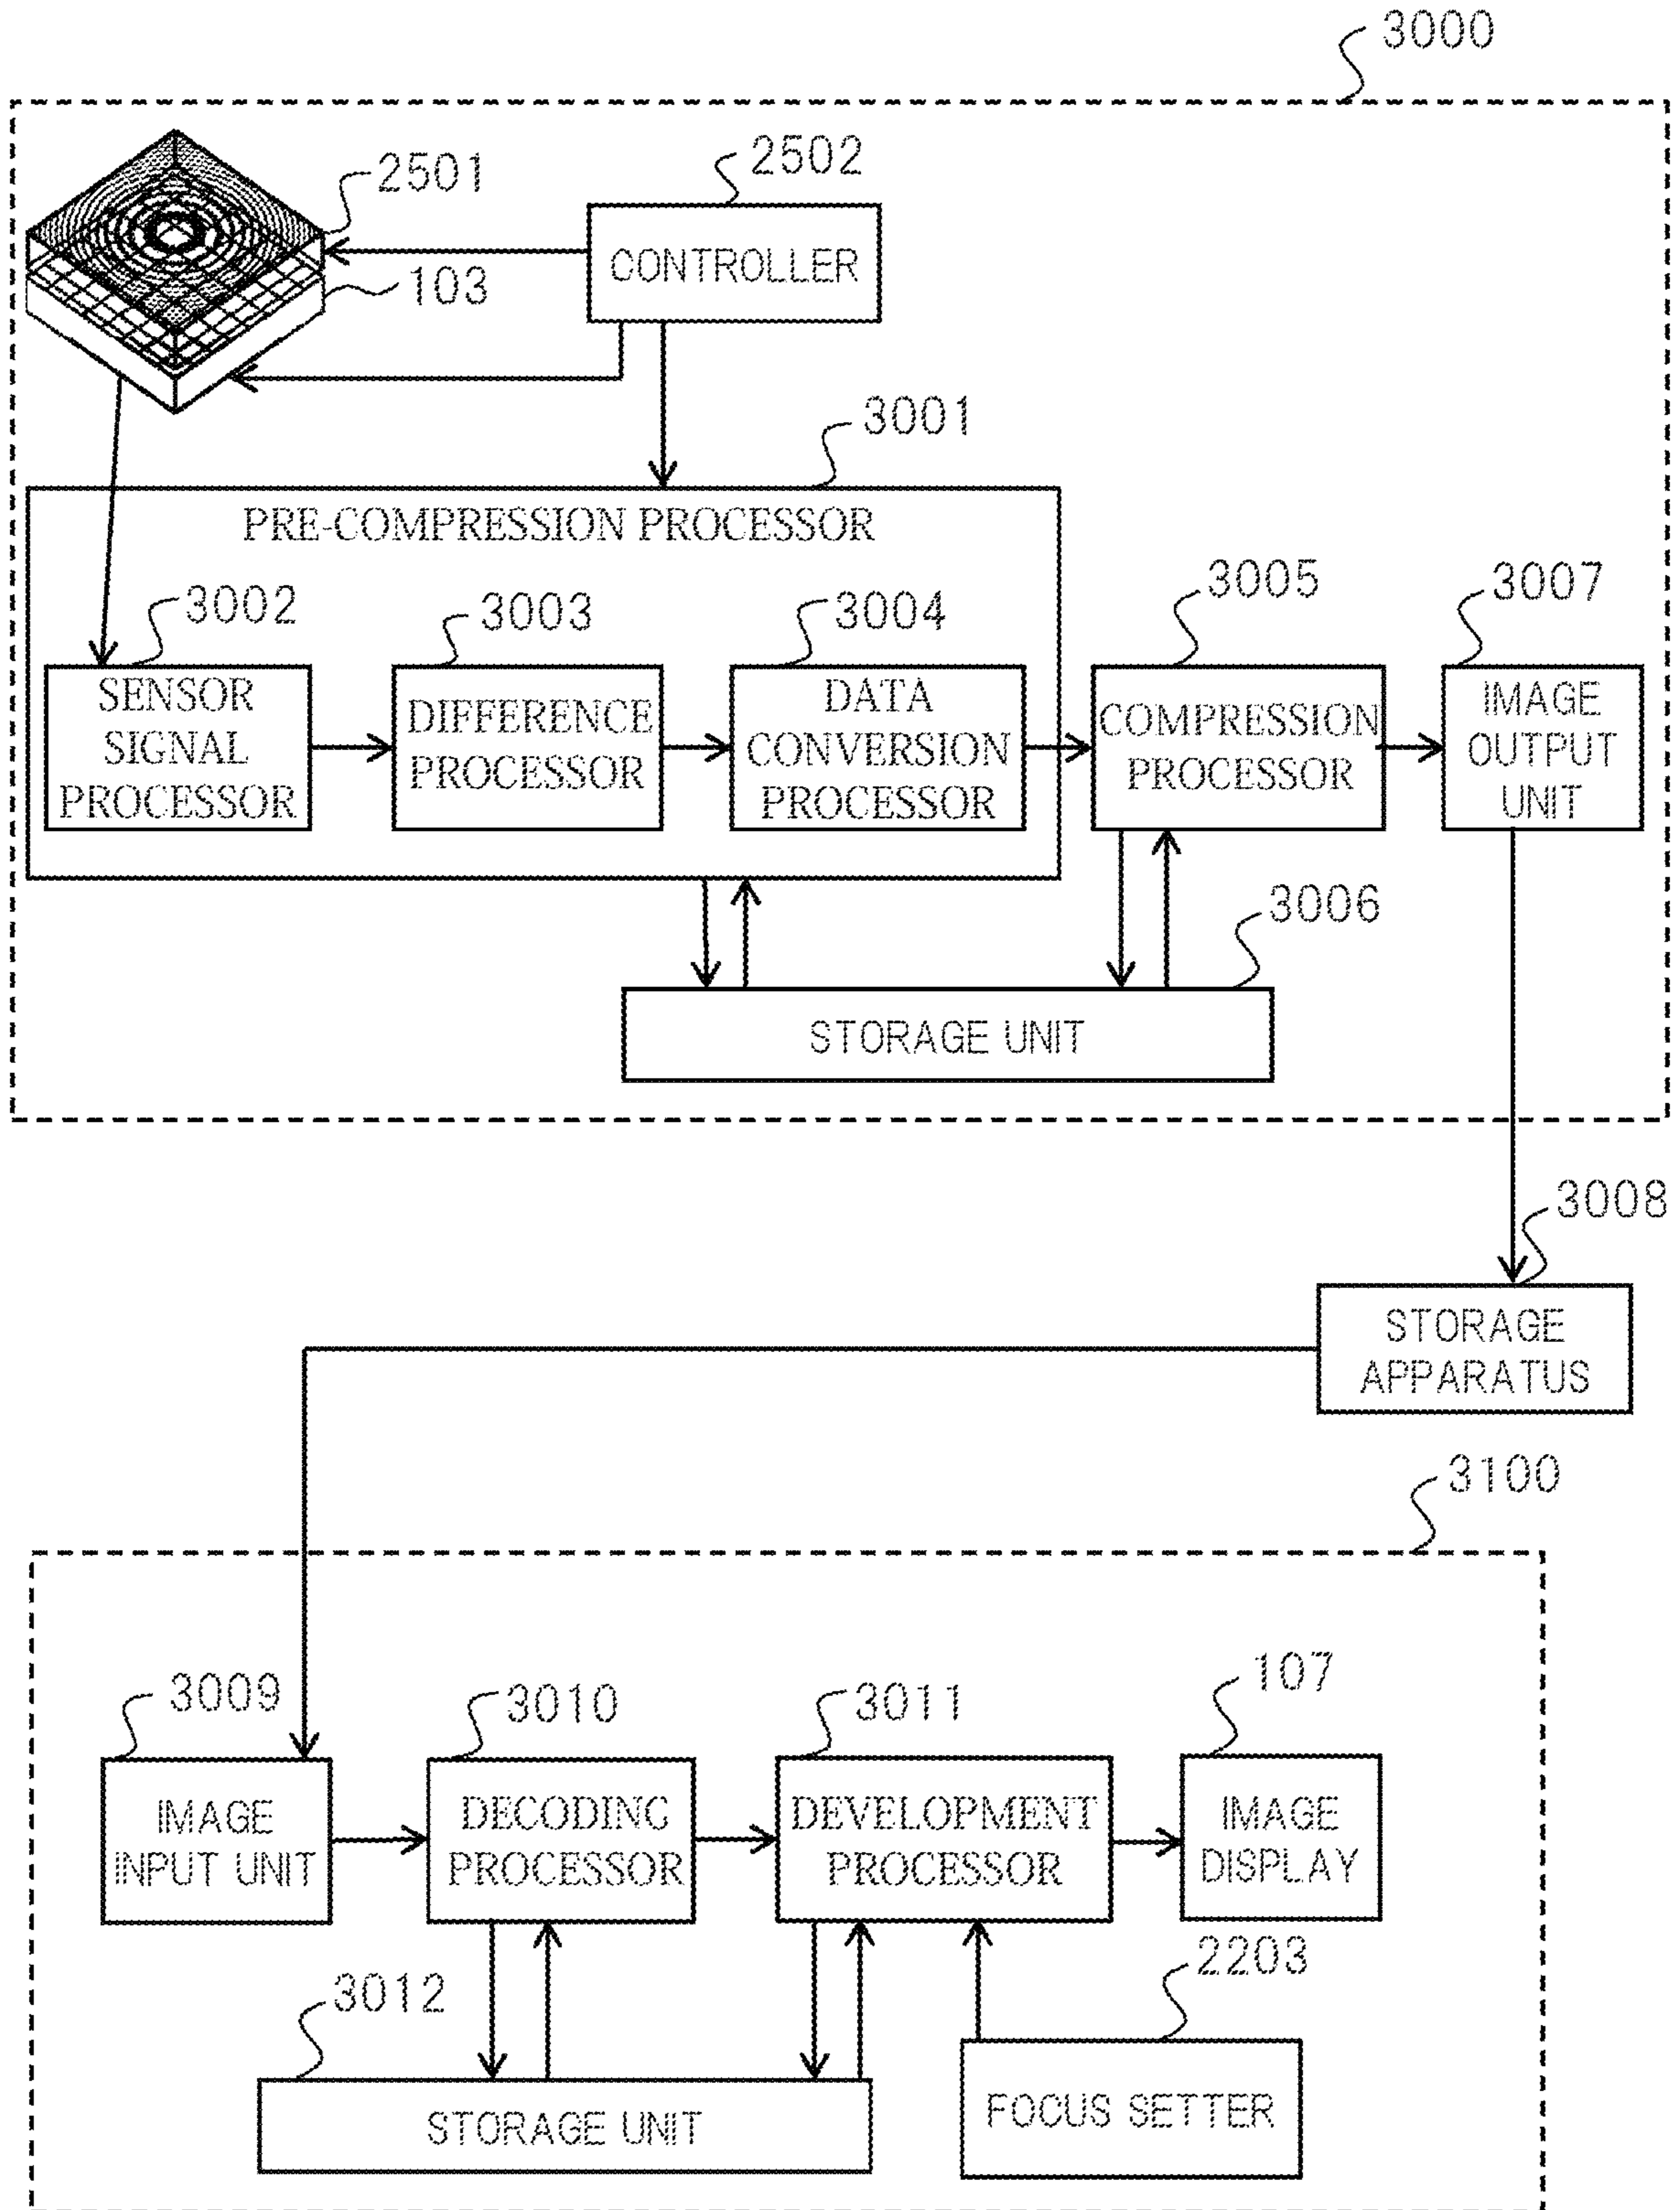 3000
2501
2502
CONTROLLER
103
3001
PRE-COMPRESSION PROCESSOR
3002
3003
3004
3005
3007
SENSOR
SIGNAL
PROCESSOR
DIFFERENCE
PROCESSOR
DATA
CONVERSION
PROCESSOR
COMPRESSION
PROCESSOR
IMAGE
OUTPUT
UNIT
3006
STORAGE UNIT
3008
STORAGE
APPARATUS
3100
3009
3010
3011
107
IMAGE
INPUT UNIT
DECODING
PROCESSOR
DEVELOPMENT
PROCESSOR
IMAGE
DISPLAY
3012
2203
STORAGE UNIT
FOCUS SETTER